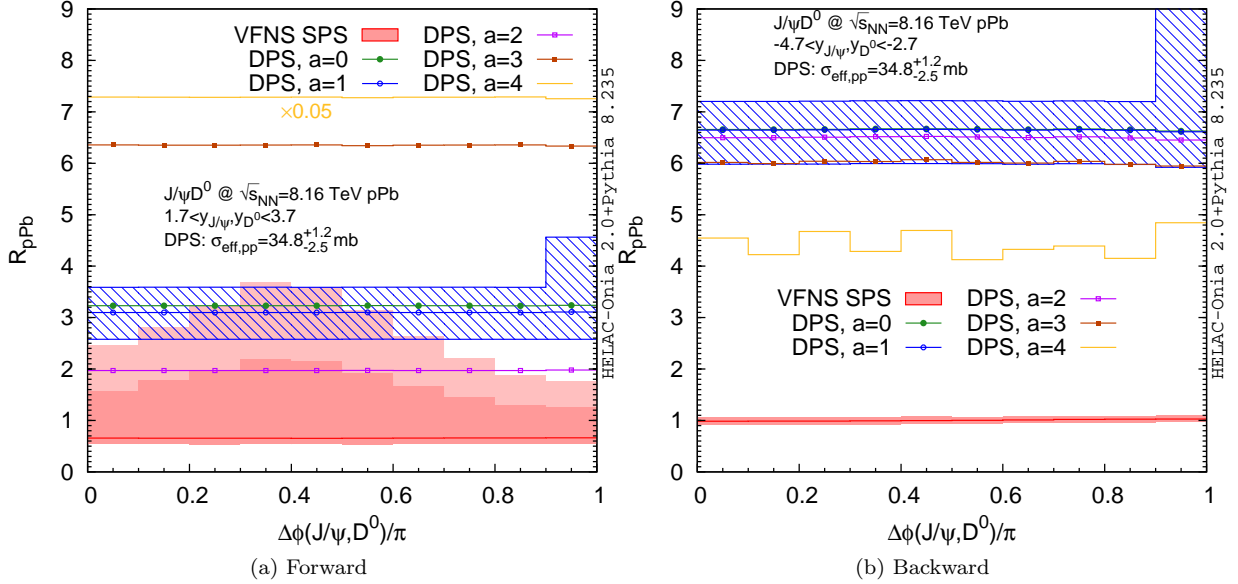 9
8
7
6
5
4
3
2
1
0
R_pPb
VFNS SPS
DPS, a=0
DPS, a=1
DPS, a=2
DPS, a=3
DPS, a=4
×0.05
J/ψD^0 @ √s_NN=8.16 TeV pPb
1.7<y_J/ψ,y_D^0<3.7
DPS: σ_eff,pp=34.8^+1.2_-2.5 mb
HELAC-Onia 2.0+Pythia 8.235
0 0.2 0.4 0.6 0.8 1
Δϕ(J/ψ,D^0)/π
(a) Forward
9
8
7
6
5
4
3
2
1
0
R_pPb
J/ψD^0 @ √s_NN=8.16 TeV pPb
-4.7<y_J/ψ,y_D^0<-2.7
DPS: σ_eff,pp=34.8^+1.2_-2.5 mb
VFNS SPS
DPS, a=0
DPS, a=1
DPS, a=2
DPS, a=3
DPS, a=4
HELAC-Onia 2.0+Pythia 8.235
0 0.2 0.4 0.6 0.8 1
Δϕ(J/ψ,D^0)/π
(b) Backward